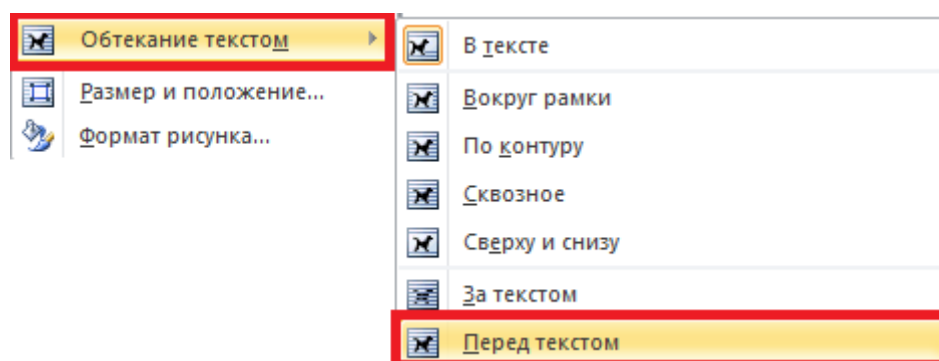 Обтекание текстом
Размер и положение...
Формат рисунка...
В тексте
Вокруг рамки
По контуру
Сквозное
Сверху и снизу
За текстом
Перед текстом